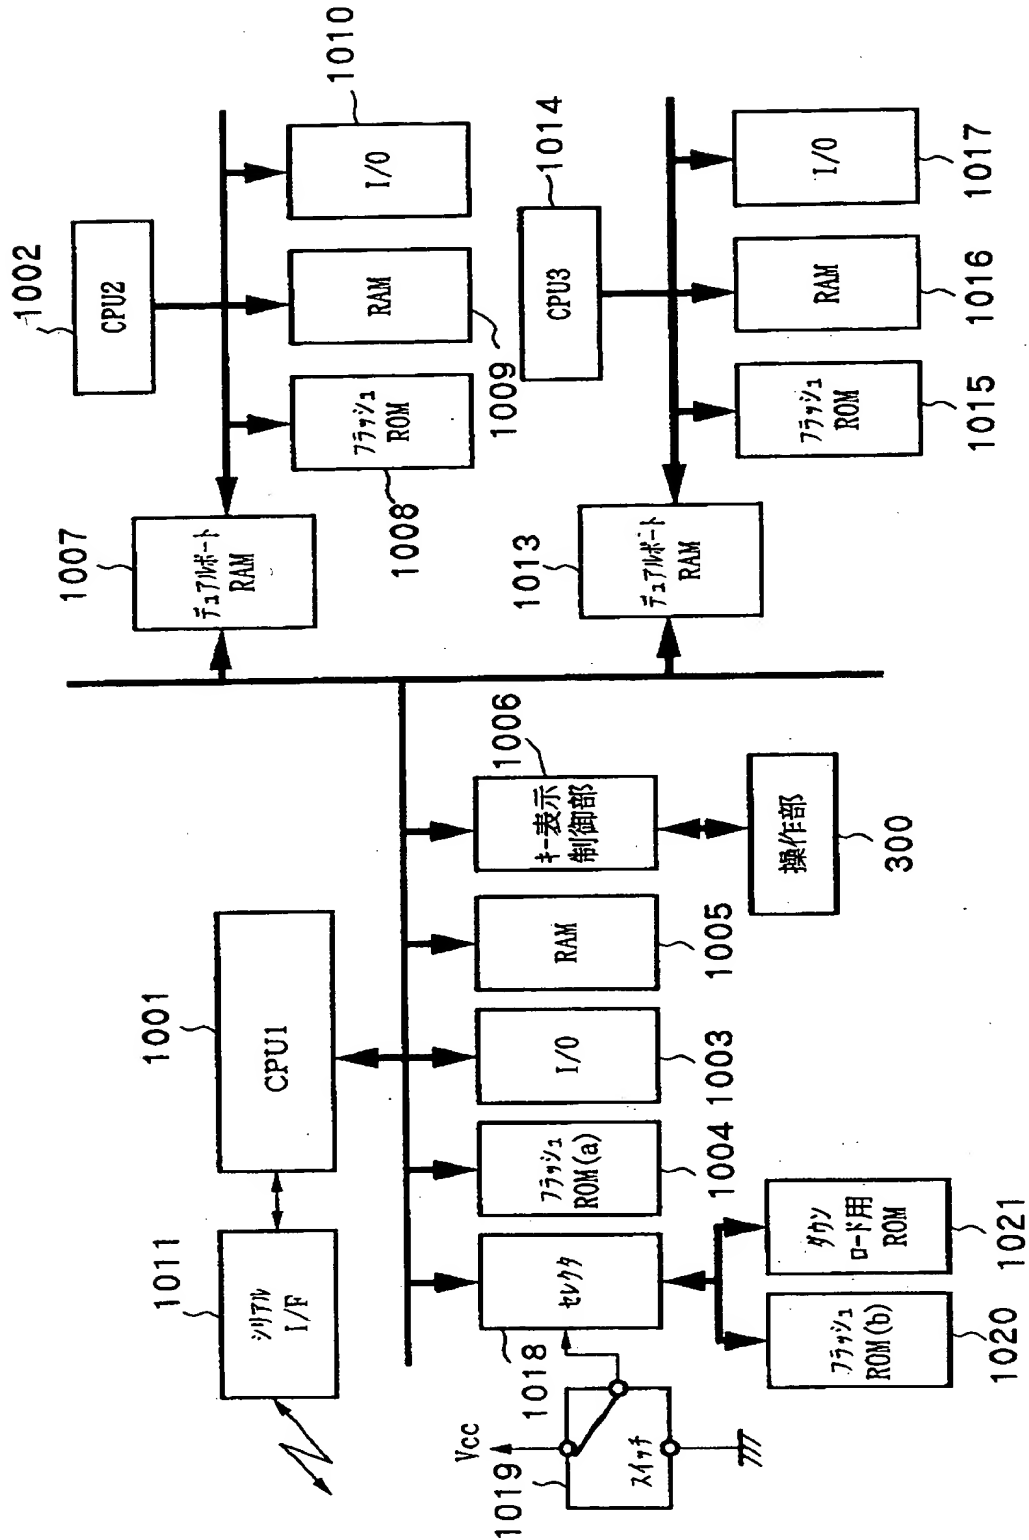 1011
シリアル
I/F
1001
CPU1
1019
Vcc
スイッチ
1018
セレクタ
フラッシュ
ROM(a)
1004
I/O
1003
RAM
1005
キー表示
制御部
1006
操作部
300
フラッシュ
ROM(b)
1020
ダウン
ロード用
ROM
1021
1007
デュアルポート
RAM
1002
CPU2
フラッシュ
ROM
1008
RAM
1009
I/O
1010
1013
デュアルポート
RAM
CPU3
1014
フラッシュ
ROM
1015
RAM
1016
I/O
1017